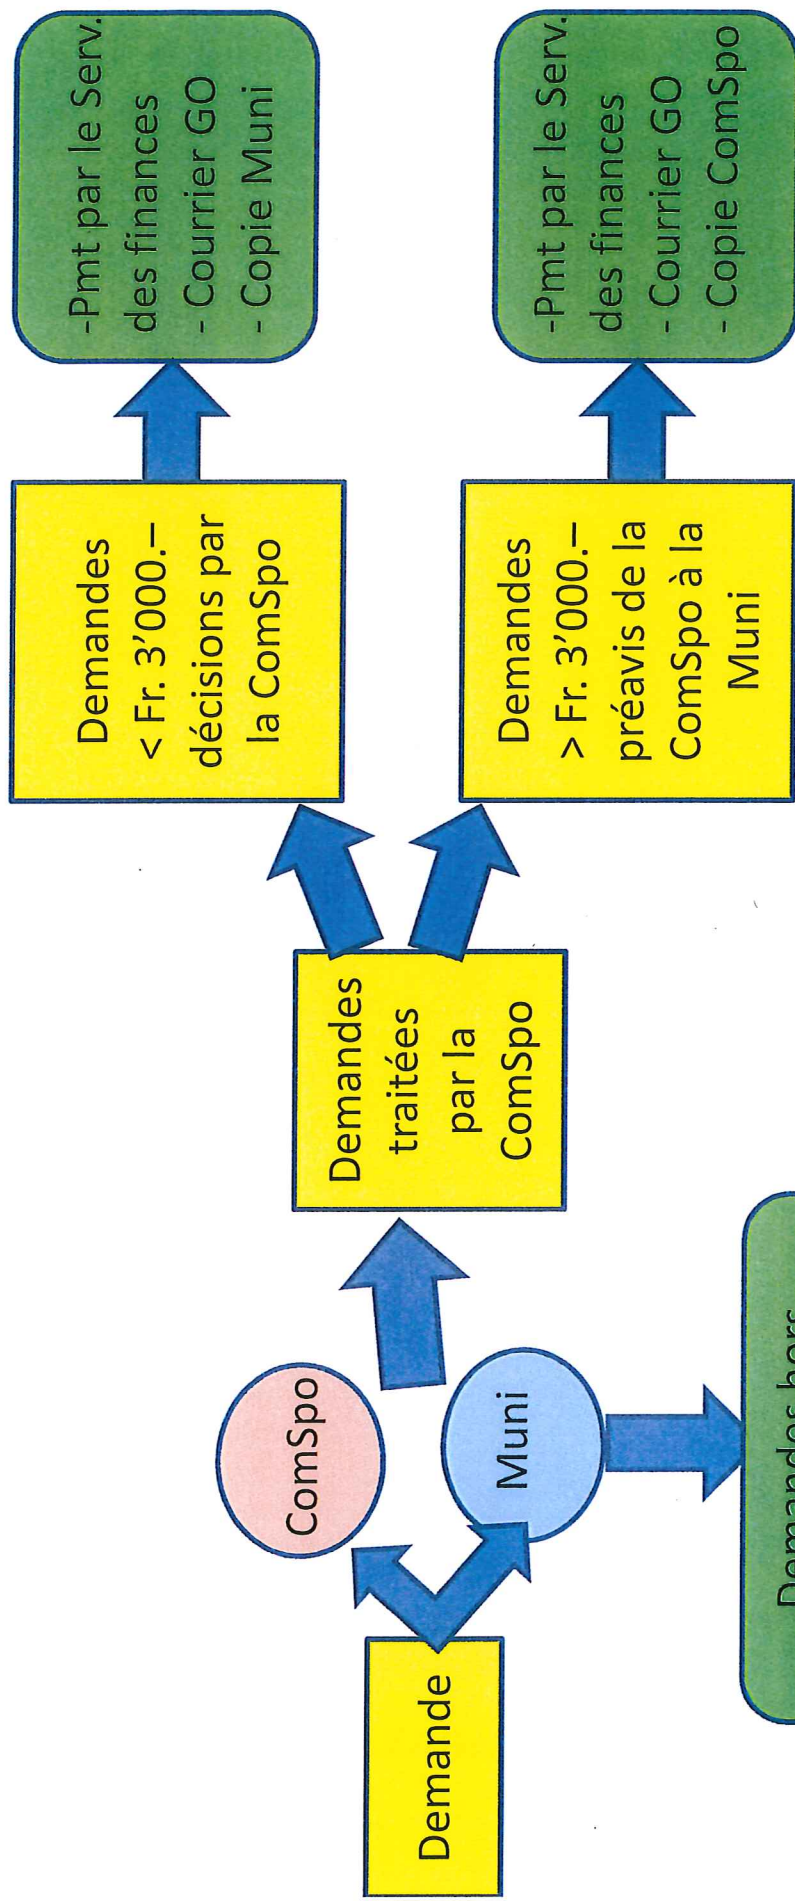 Demande
ComSpo
Muni
Demandes hors
Demandes
traitées
par la
ComSpo
Demandes
< Fr. 3’000.–
décisions par
la ComSpo
Demandes
> Fr. 3’000.–
préavis de la
ComSpo à la
Muni
-Pmt par le Serv.
des finances
- Courrier GO
- Copie Muni
-Pmt par le Serv.
des finances
- Courrier GO
- Copie ComSpo